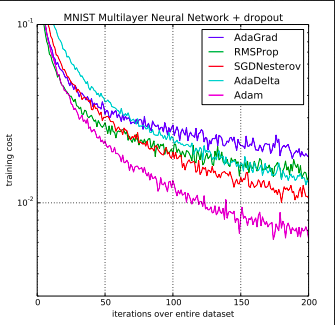 MNIST Multilayer Neural Network + dropout
10⁻¹
AdaGrad
RMSProp
SGDNesterov
AdaDelta
Adam
training cost
10⁻²
0 50 100 150 200
iterations over entire dataset